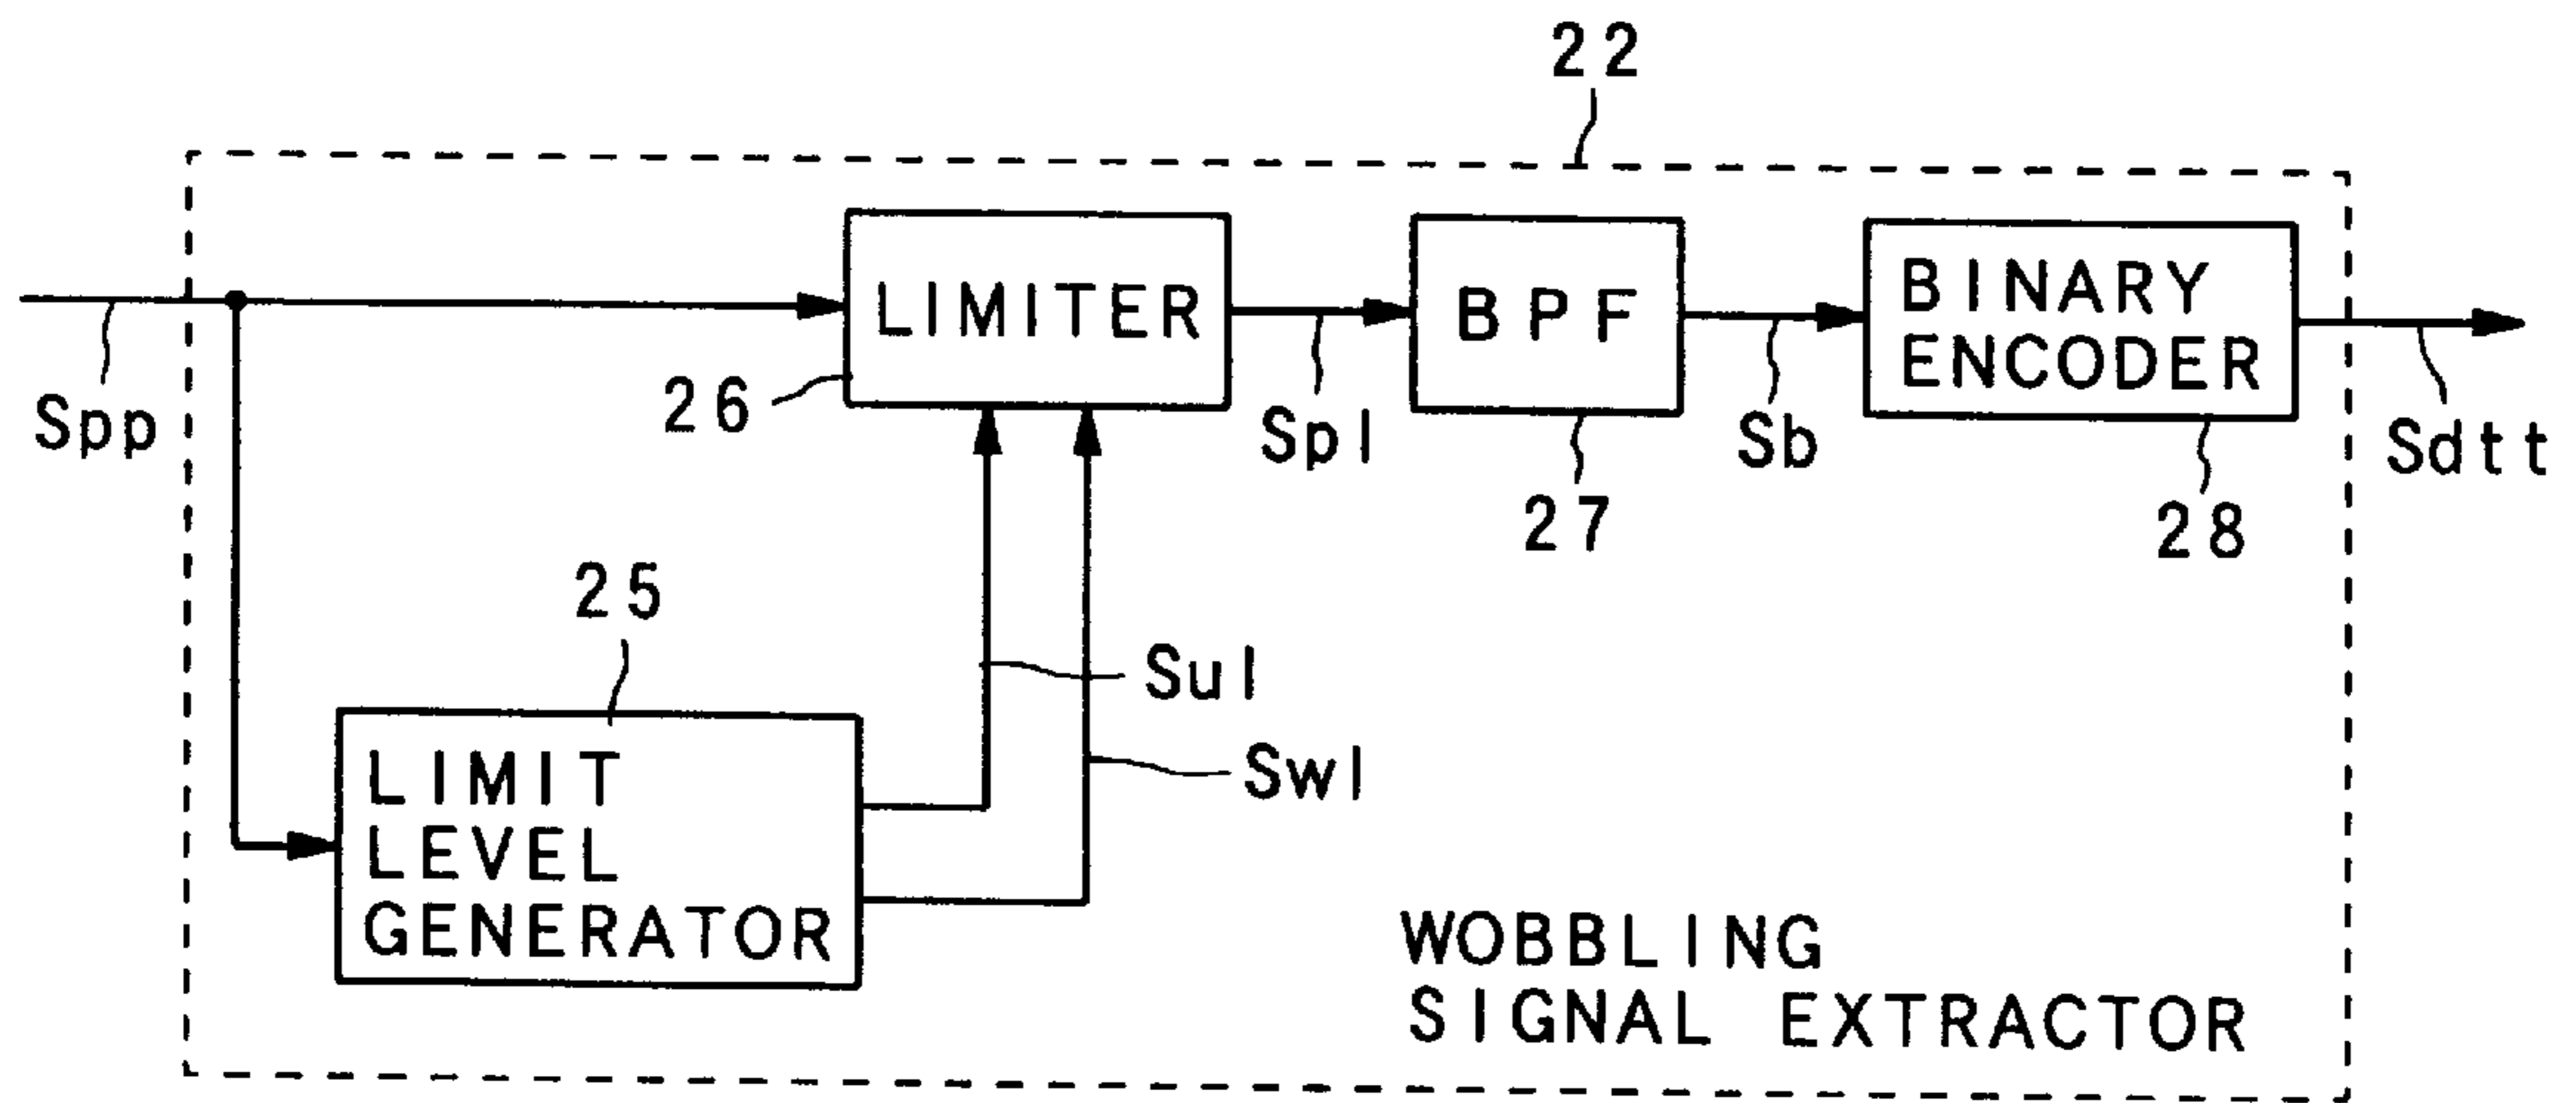 22
LIMITER
BPF
BINARY
ENCODER
26
Spp
Spl
Sb
Sdtt
27
28
25
Sul
Swl
LIMIT
LEVEL
GENERATOR
WOBBLING
SIGNAL EXTRACTOR